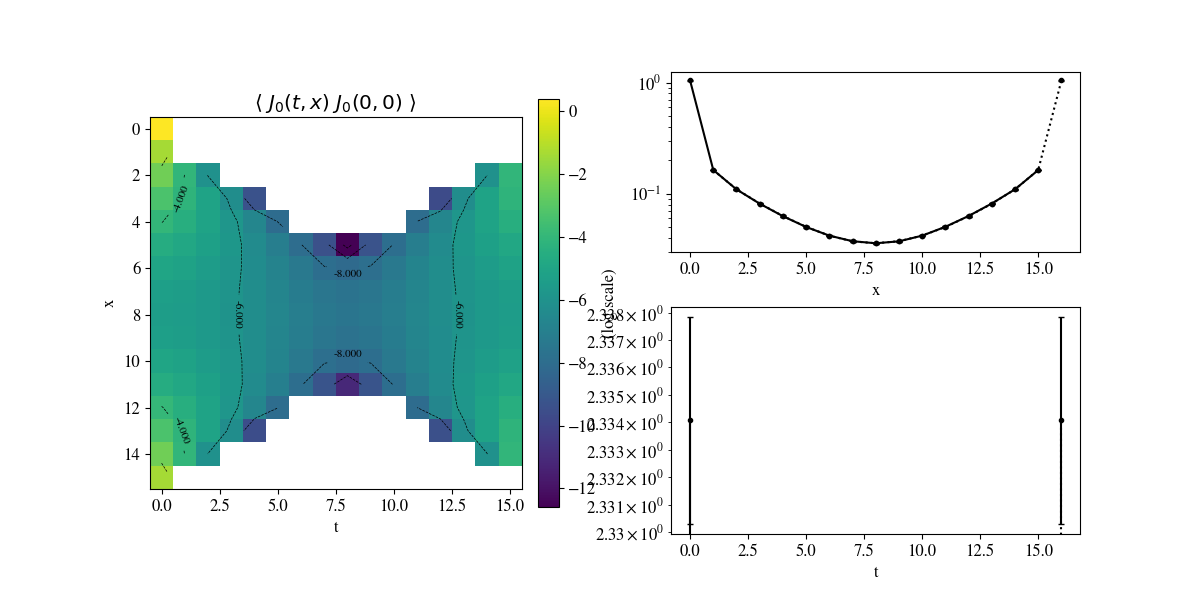 ⟨ J₀(t, x) J₀(0, 0) ⟩
x
0
2
4
6
8
10
12
14
0.0
2.5
5.0
7.5
10.0
12.5
15.0
t
-4.000
-4.000
-6.000
-6.000
-8.000
-8.000
0
−2
−4
−6
−8
−10
−12
10⁰
10⁻¹
0.0
2.5
5.0
7.5
10.0
12.5
15.0
x
(log scale)
2.338 × 10⁰
2.337 × 10⁰
2.336 × 10⁰
2.335 × 10⁰
2.334 × 10⁰
2.333 × 10⁰
2.332 × 10⁰
2.331 × 10⁰
2.33 × 10⁰
0.0
2.5
5.0
7.5
10.0
12.5
15.0
t